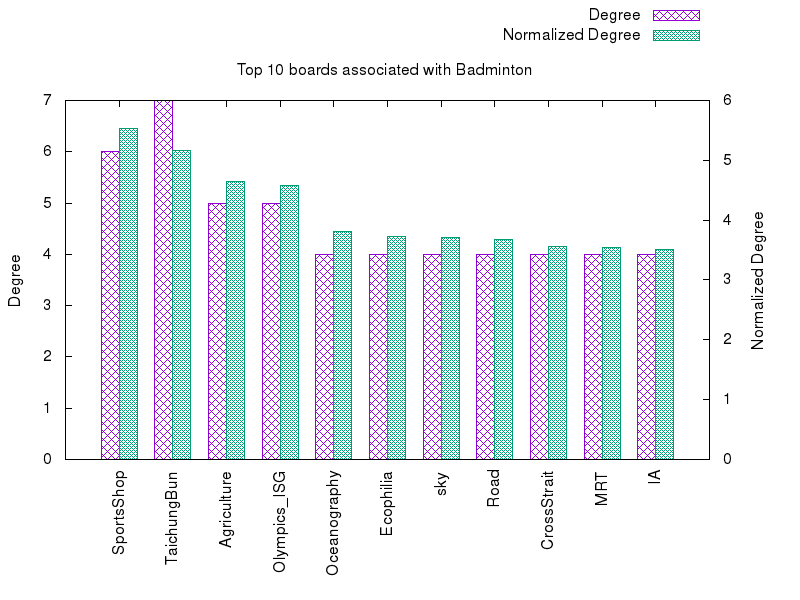 Degree
Normalized Degree
Top 10 boards associated with Badminton
7
6
5
4
3
2
1
0
Degree
6
5
4
3
2
1
0
Normalized Degree
SportsShop
TaichungBun
Agriculture
Olympics_ISG
Oceanography
Ecophilia
sky
Road
CrossStrait
MRT
IA